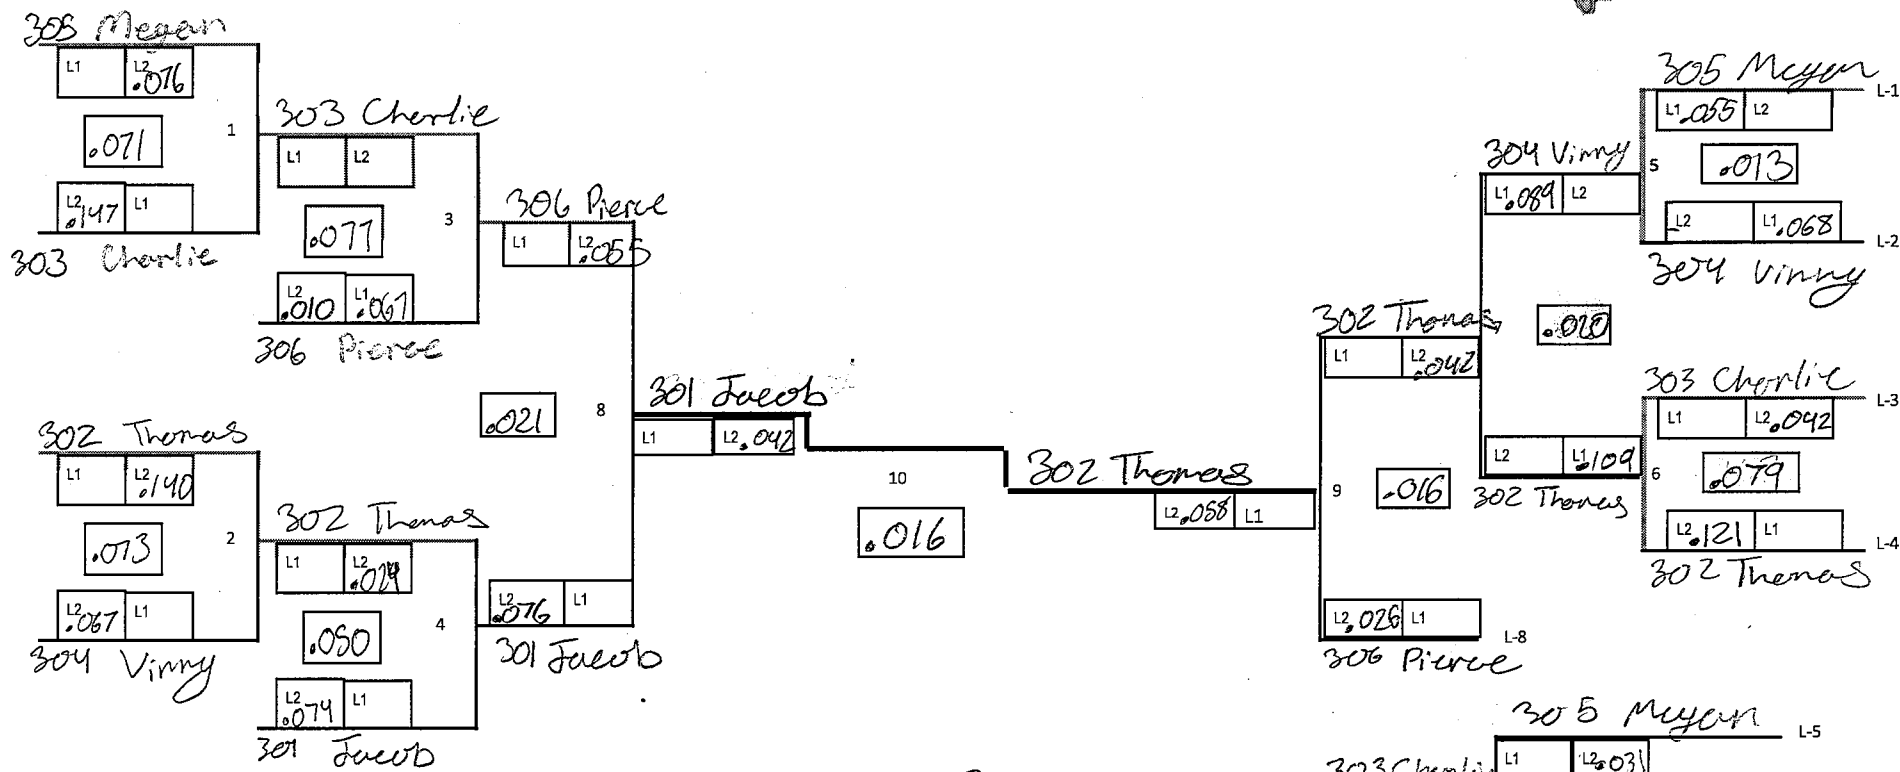 305 Megan
L1 L2 .076
.071
1
L2 .147 L1
303 Charlie
303 Charlie
L1 L2
.077
3
L2 .010 L1 .067
306 Pierce
306 Pierce
L1 L2 .055
.021
8
302 Thomas
L1 L2 .140
.073
2
L2 .067 L1
304 Vinny
302 Thomas
L1 L2 .024
.050
4
L2 .074 L1
301 Jacob
L2 .076 L1
301 Jacob
301 Jacob
L1 L2 .042
10
.016
302 Thomas
L2 .058 L1
302 Thomas
L1 L2 .042
9
.016
L2 .026 L1
L-8
306 Pierce
304 Vinny
L1 .089 L2
.020
L2 L1 .109
302 Thomas
305 Megan
L-1
L1 .055 L2
5
.013
L2 L1 .068
L-2
304 Vinny
303 Charlie
L-3
L1 L2 .042
6
.079
L2 .121 L1
L-4
302 Thomas
305 Megan
L-5
303 Charlie
L1 L2 .031